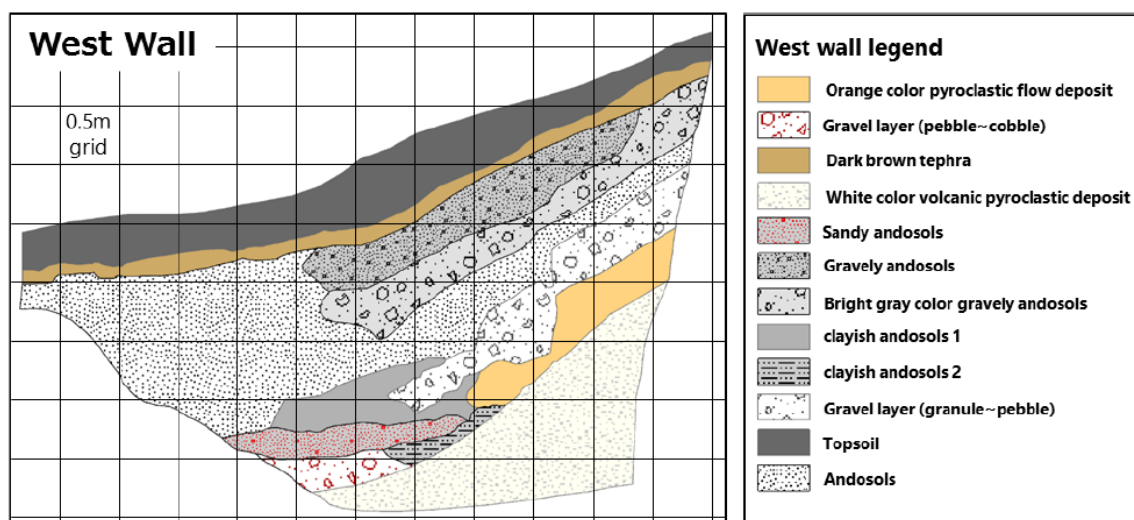 West Wall
0.5m
grid
West wall legend
Orange color pyroclastic flow deposit
Gravel layer (pebble~cobble)
Dark brown tephra
White color volcanic pyroclastic deposit
Sandy andosols
Gravely andosols
Bright gray color gravely andosols
clayish andosols 1
clayish andosols 2
Gravel layer (granule~pebble)
Topsoil
Andosols